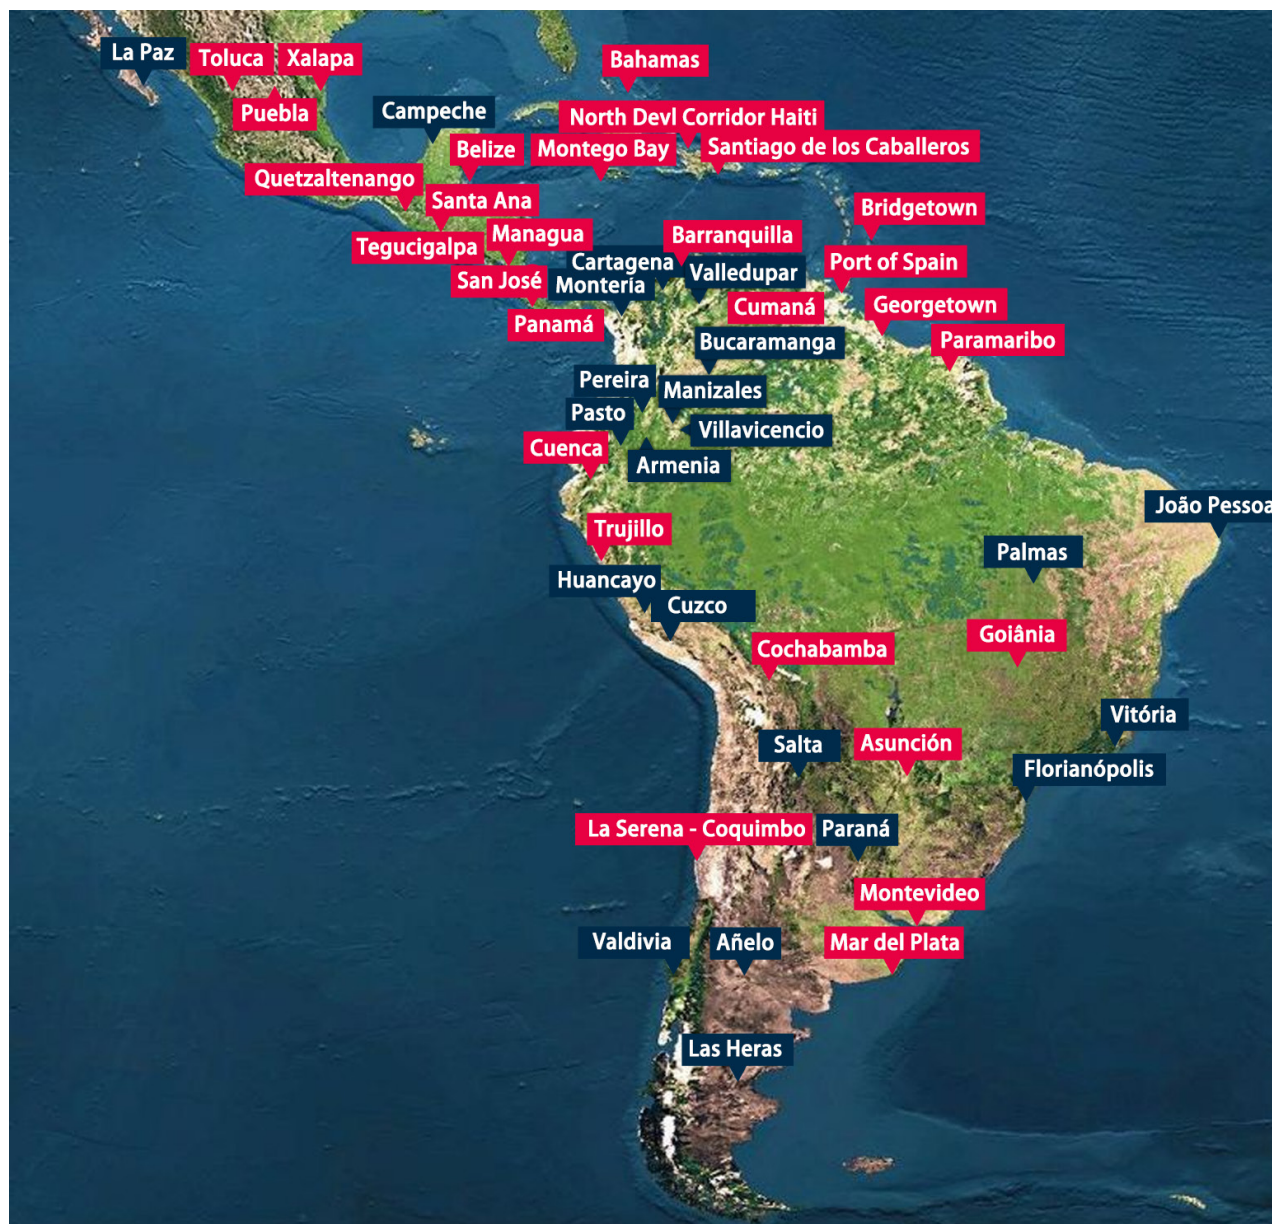 La Paz
Toluca
Xalapa
Bahamas
Puebla
Campeche
North Devl Corridor Haiti
Belize
Montego Bay
Santiago de los Caballeros
Quetzaltenango
Santa Ana
Bridgetown
Tegucigalpa
Managua
Barranquilla
Cartagena
Valledupar
Port of Spain
San José
Montería
Cumaná
Georgetown
Panamá
Bucaramanga
Paramaribo
Pereira
Manizales
Pasto
Villavicencio
Cuenca
Armenia
João Pessoa
Trujillo
Palmas
Huancayo
Cuzco
Cochabamba
Goiânia
Vitória
Salta
Asunción
Florianópolis
La Serena - Coquimbo
Paraná
Montevideo
Valdivia
Añelo
Mar del Plata
Las Heras